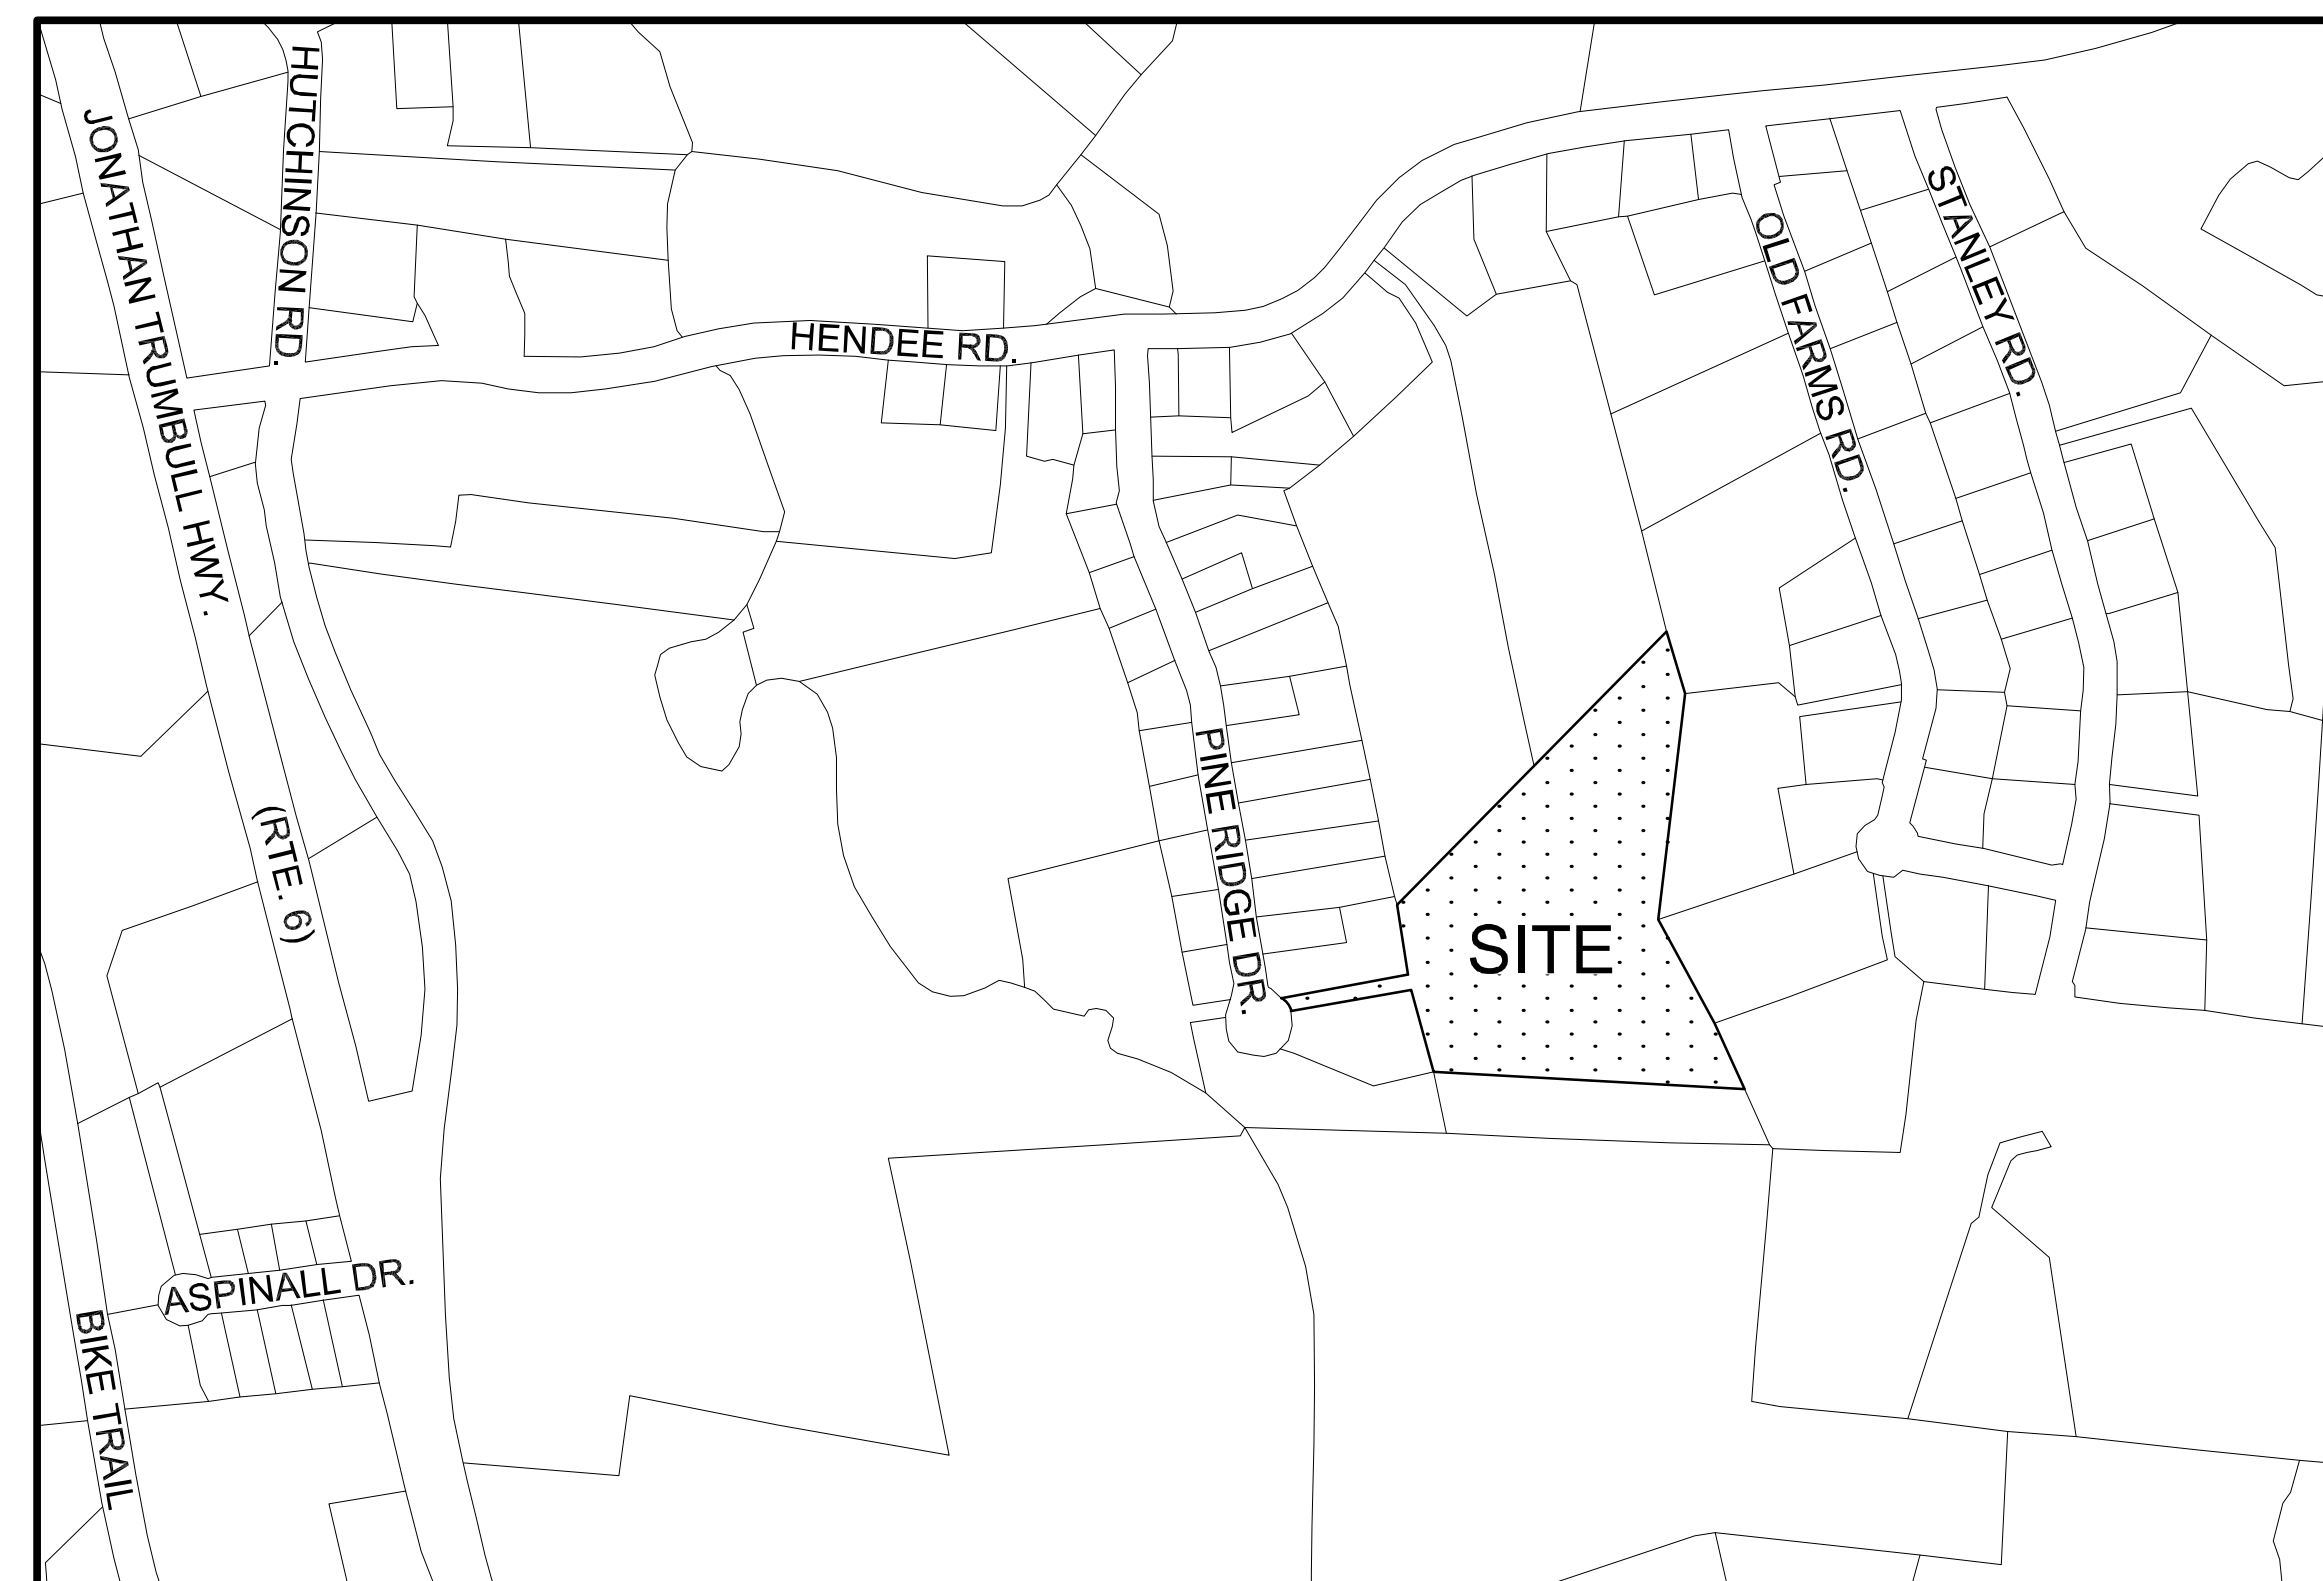 JONATHAN TRUMBULL HWY.
(RTE. 6)
HUTCHINSON RD.
HENDEE RD.
PINE RIDGE DR.
OLD FARMS RD.
STANLEY RD.
SITE
ASPINALL DR.
BIKE TRAIL